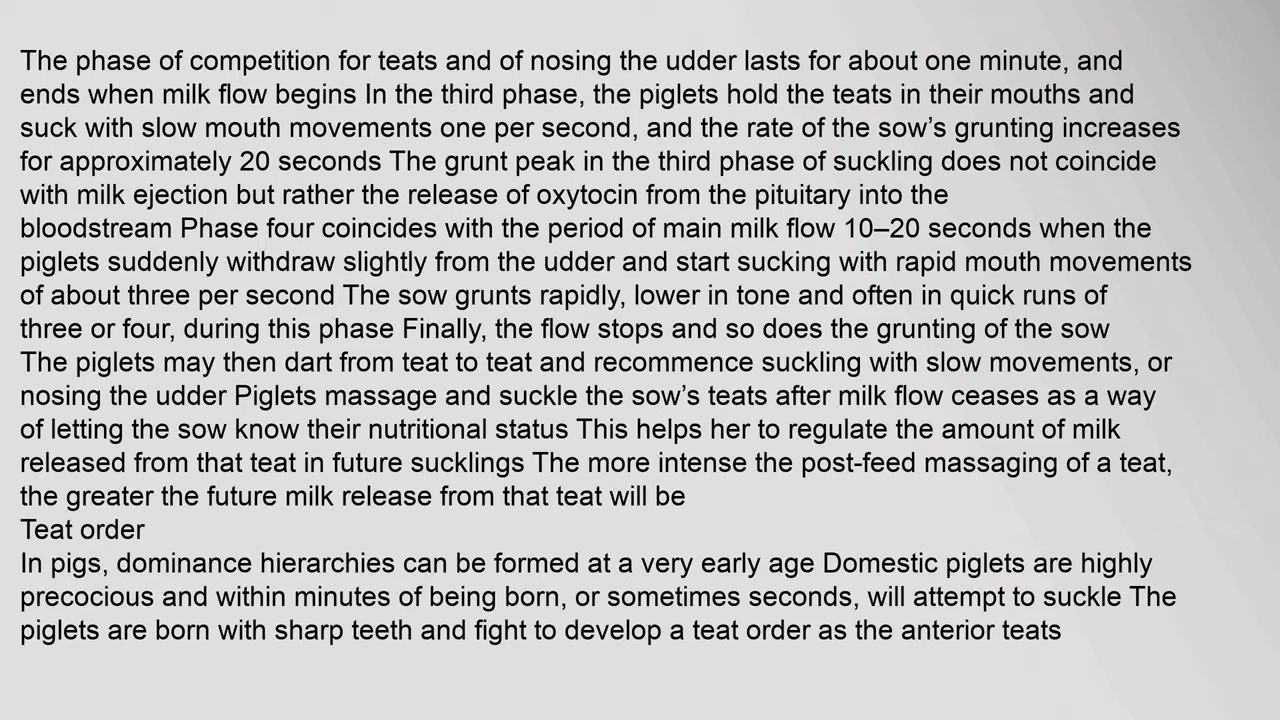 The phase of competition for teats and of nosing the udder lasts for about one minute, and
ends when milk flow begins In the third phase, the piglets hold the teats in their mouths and
suck with slow mouth movements one per second, and the rate of the sow’s grunting increases
for approximately 20 seconds The grunt peak in the third phase of suckling does not coincide
with milk ejection but rather the release of oxytocin from the pituitary into the
bloodstream Phase four coincides with the period of main milk flow 10–20 seconds when the
piglets suddenly withdraw slightly from the udder and start sucking with rapid mouth movements
of about three per second The sow grunts rapidly, lower in tone and often in quick runs of
three or four, during this phase Finally, the flow stops and so does the grunting of the sow
The piglets may then dart from teat to teat and recommence suckling with slow movements, or
nosing the udder Piglets massage and suckle the sow’s teats after milk flow ceases as a way
of letting the sow know their nutritional status This helps her to regulate the amount of milk
released from that teat in future sucklings The more intense the post-feed massaging of a teat,
the greater the future milk release from that teat will be
Teat order
In pigs, dominance hierarchies can be formed at a very early age Domestic piglets are highly
precocious and within minutes of being born, or sometimes seconds, will attempt to suckle The
piglets are born with sharp teeth and fight to develop a teat order as the anterior teats